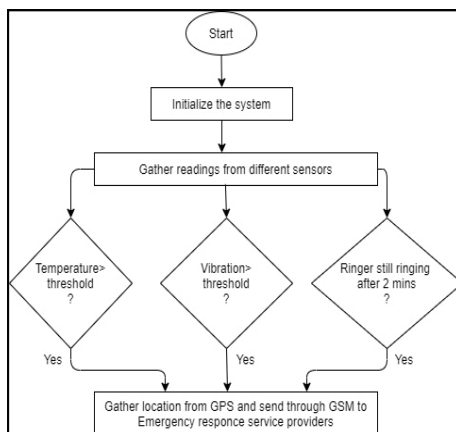 Start
Initialize the system
Gather readings from different sensors
Temperature>
threshold
?
Vibration>
threshold
?
Ringer still ringing
after 2 mins
?
Yes
Yes
Yes
Gather location from GPS and send through GSM to
Emergency responce service providers